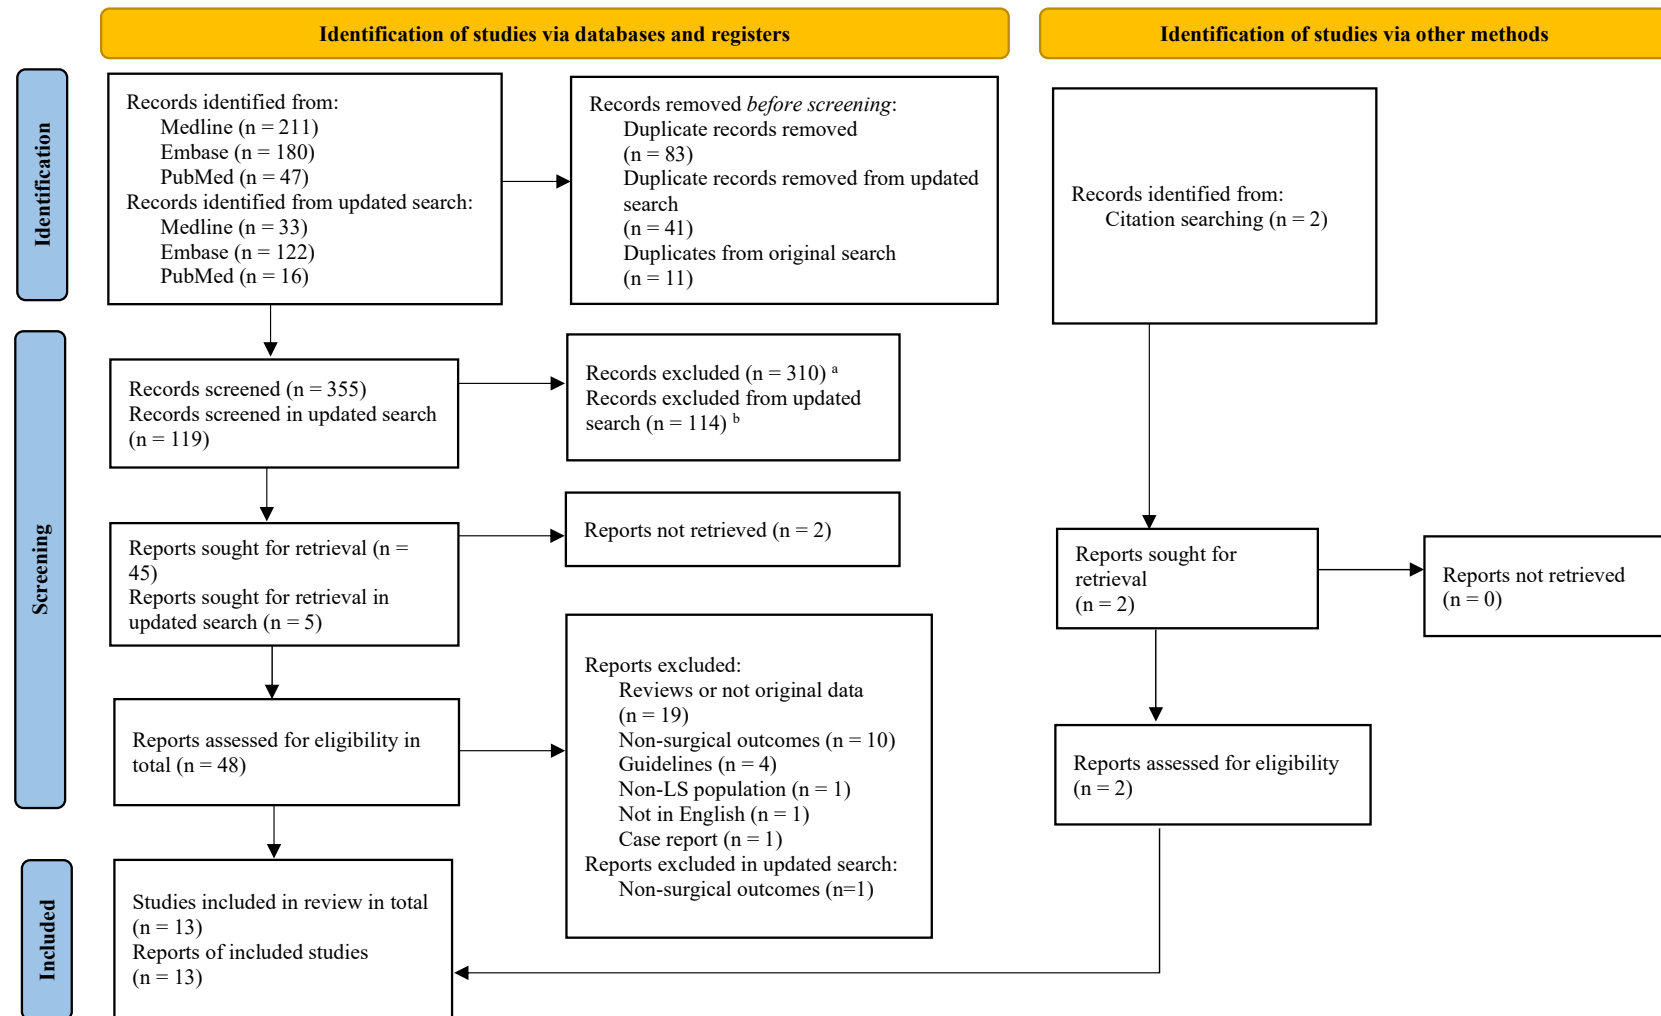 Identification of studies via databases and registers
Identification of studies via other methods
Identification
Records identified from:
Medline (n = 211)
Embase (n = 180)
PubMed (n = 47)
Records identified from updated search:
Medline (n = 33)
Embase (n = 122)
PubMed (n = 16)
Records removed before screening:
Duplicate records removed
(n = 83)
Duplicate records removed from updated
search
(n = 41)
Duplicates from original search
(n = 11)
Records identified from:
Citation searching (n = 2)
Screening
Records screened (n = 355)
Records screened in updated search
(n = 119)
Records excluded (n = 310) a
Records excluded from updated
search (n = 114) b
Reports sought for retrieval (n =
45)
Reports sought for retrieval in
updated search (n = 5)
Reports not retrieved (n = 2)
Reports sought for
retrieval
(n = 2)
Reports not retrieved
(n = 0)
Reports assessed for eligibility in
total (n = 48)
Reports excluded:
Reviews or not original data
(n = 19)
Non-surgical outcomes (n = 10)
Guidelines (n = 4)
Non-LS population (n = 1)
Not in English (n = 1)
Case report (n = 1)
Reports excluded in updated search:
Non-surgical outcomes (n=1)
Reports assessed for eligibility
(n = 2)
Included
Studies included in review in total
(n = 13)
Reports of included studies
(n = 13)